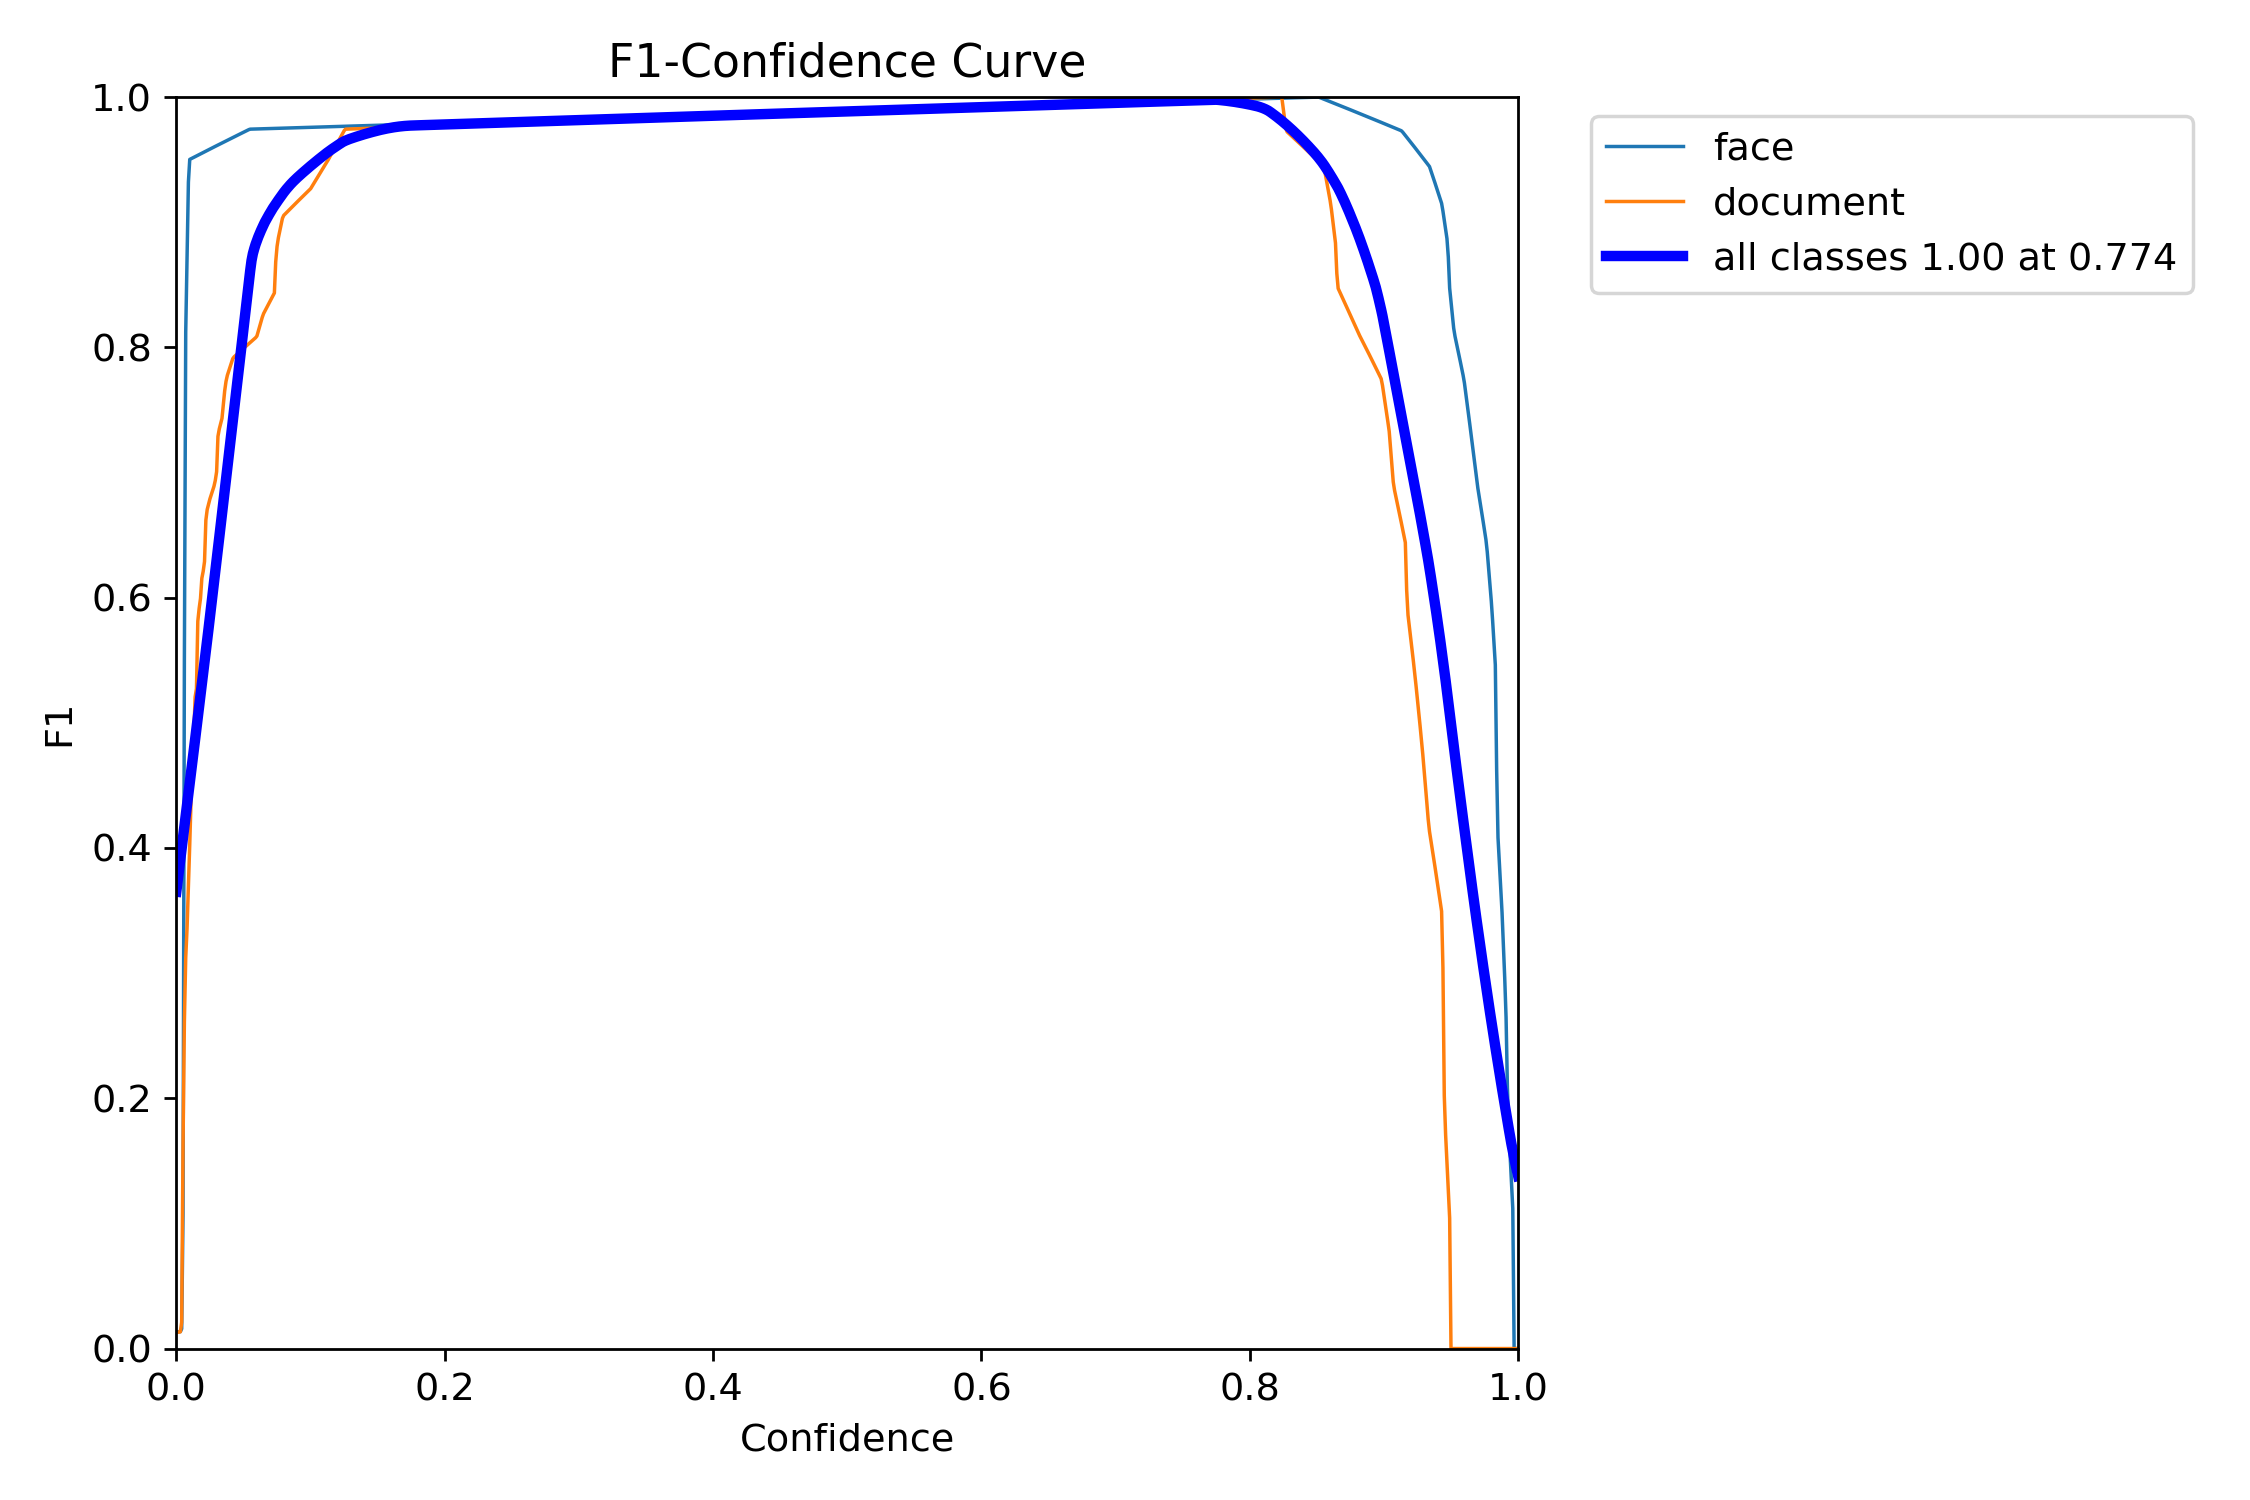 F1-Confidence Curve
1.0
0.8
0.6
0.4
0.2
0.0
F1
0.0 0.2 0.4 0.6 0.8 1.0
Confidence
face
document
all classes 1.00 at 0.774